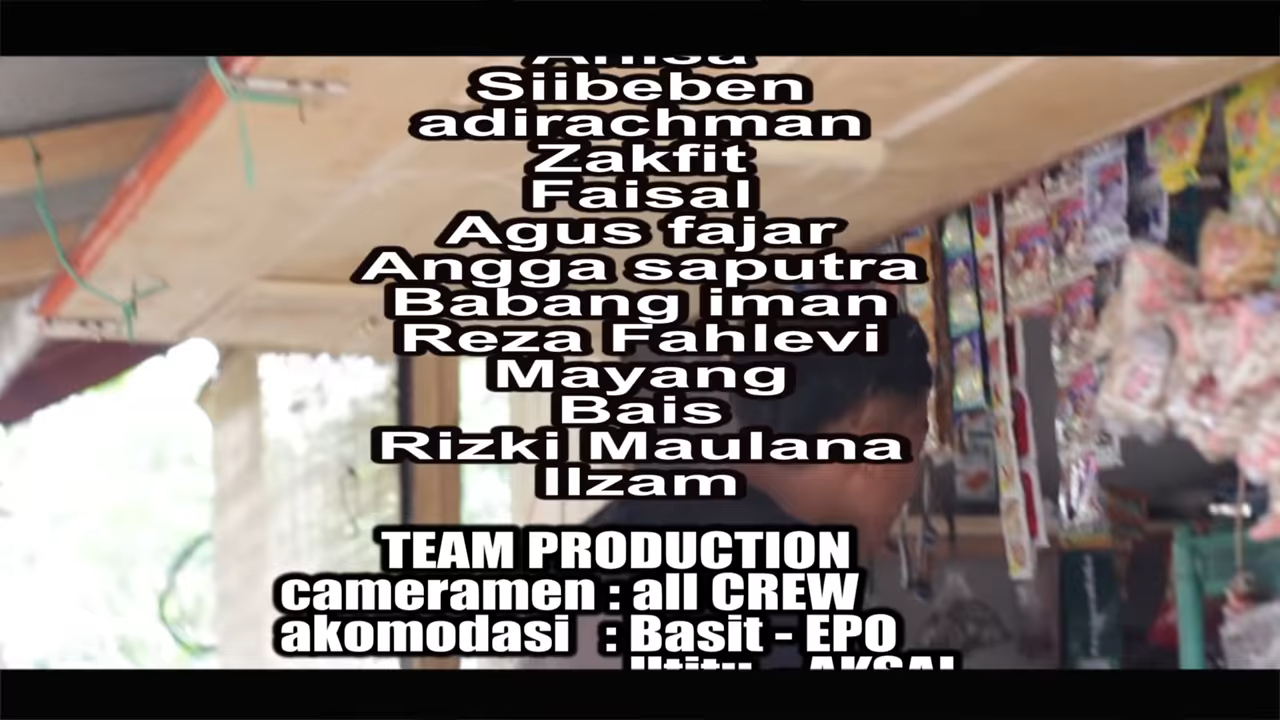 Siibeben
adirachman
Zakfit
Faisal
Agus fajar
Angga saputra
Babang iman
Reza Fahlevi
Mayang
Bais
Rizki Maulana
Ilzam
TEAM PRODUCTION
cameramen : all CREW
akomodasi : Basit - EPO